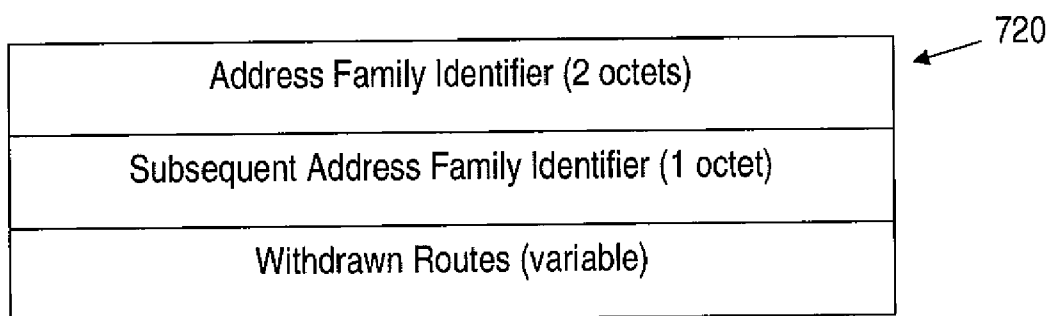 720
Address Family Identifier (2 octets)
Subsequent Address Family Identifier (1 octet)
Withdrawn Routes (variable)